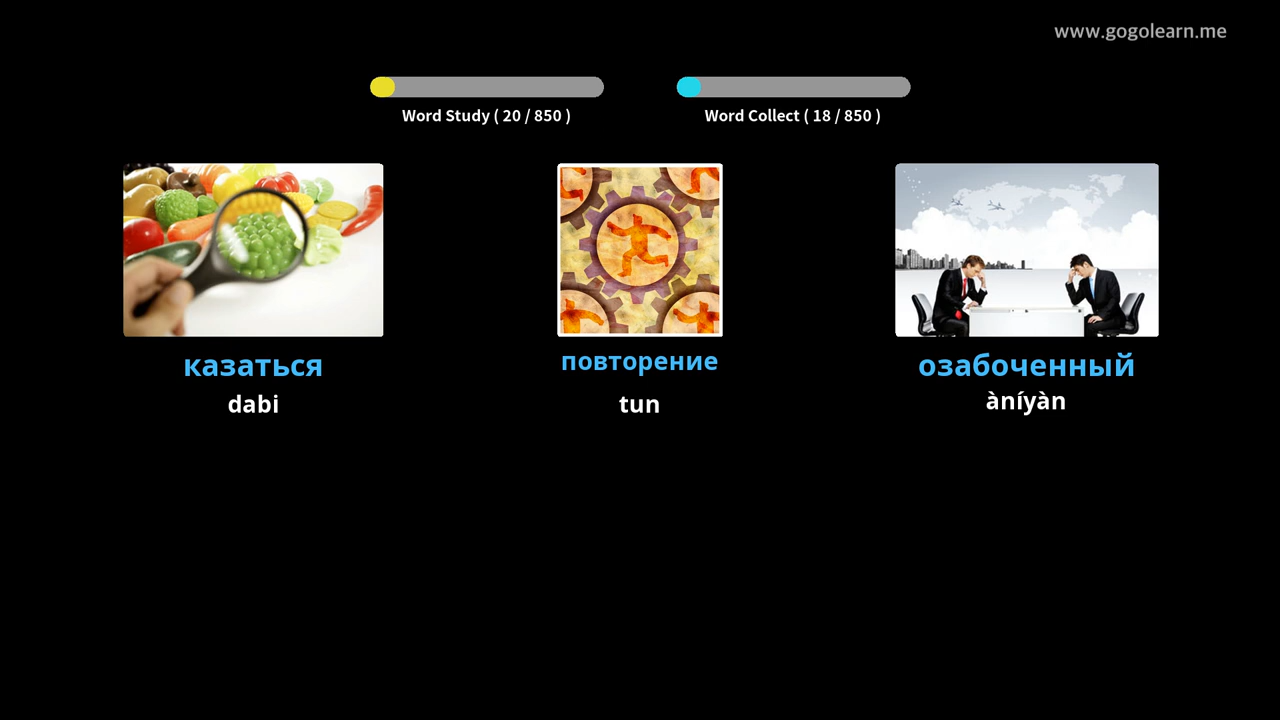 www.gogolearn.me
Word Study ( 20 / 850 )
Word Collect ( 18 / 850 )
казаться
повторение
озабоченный
dabi
tun
àníyàn